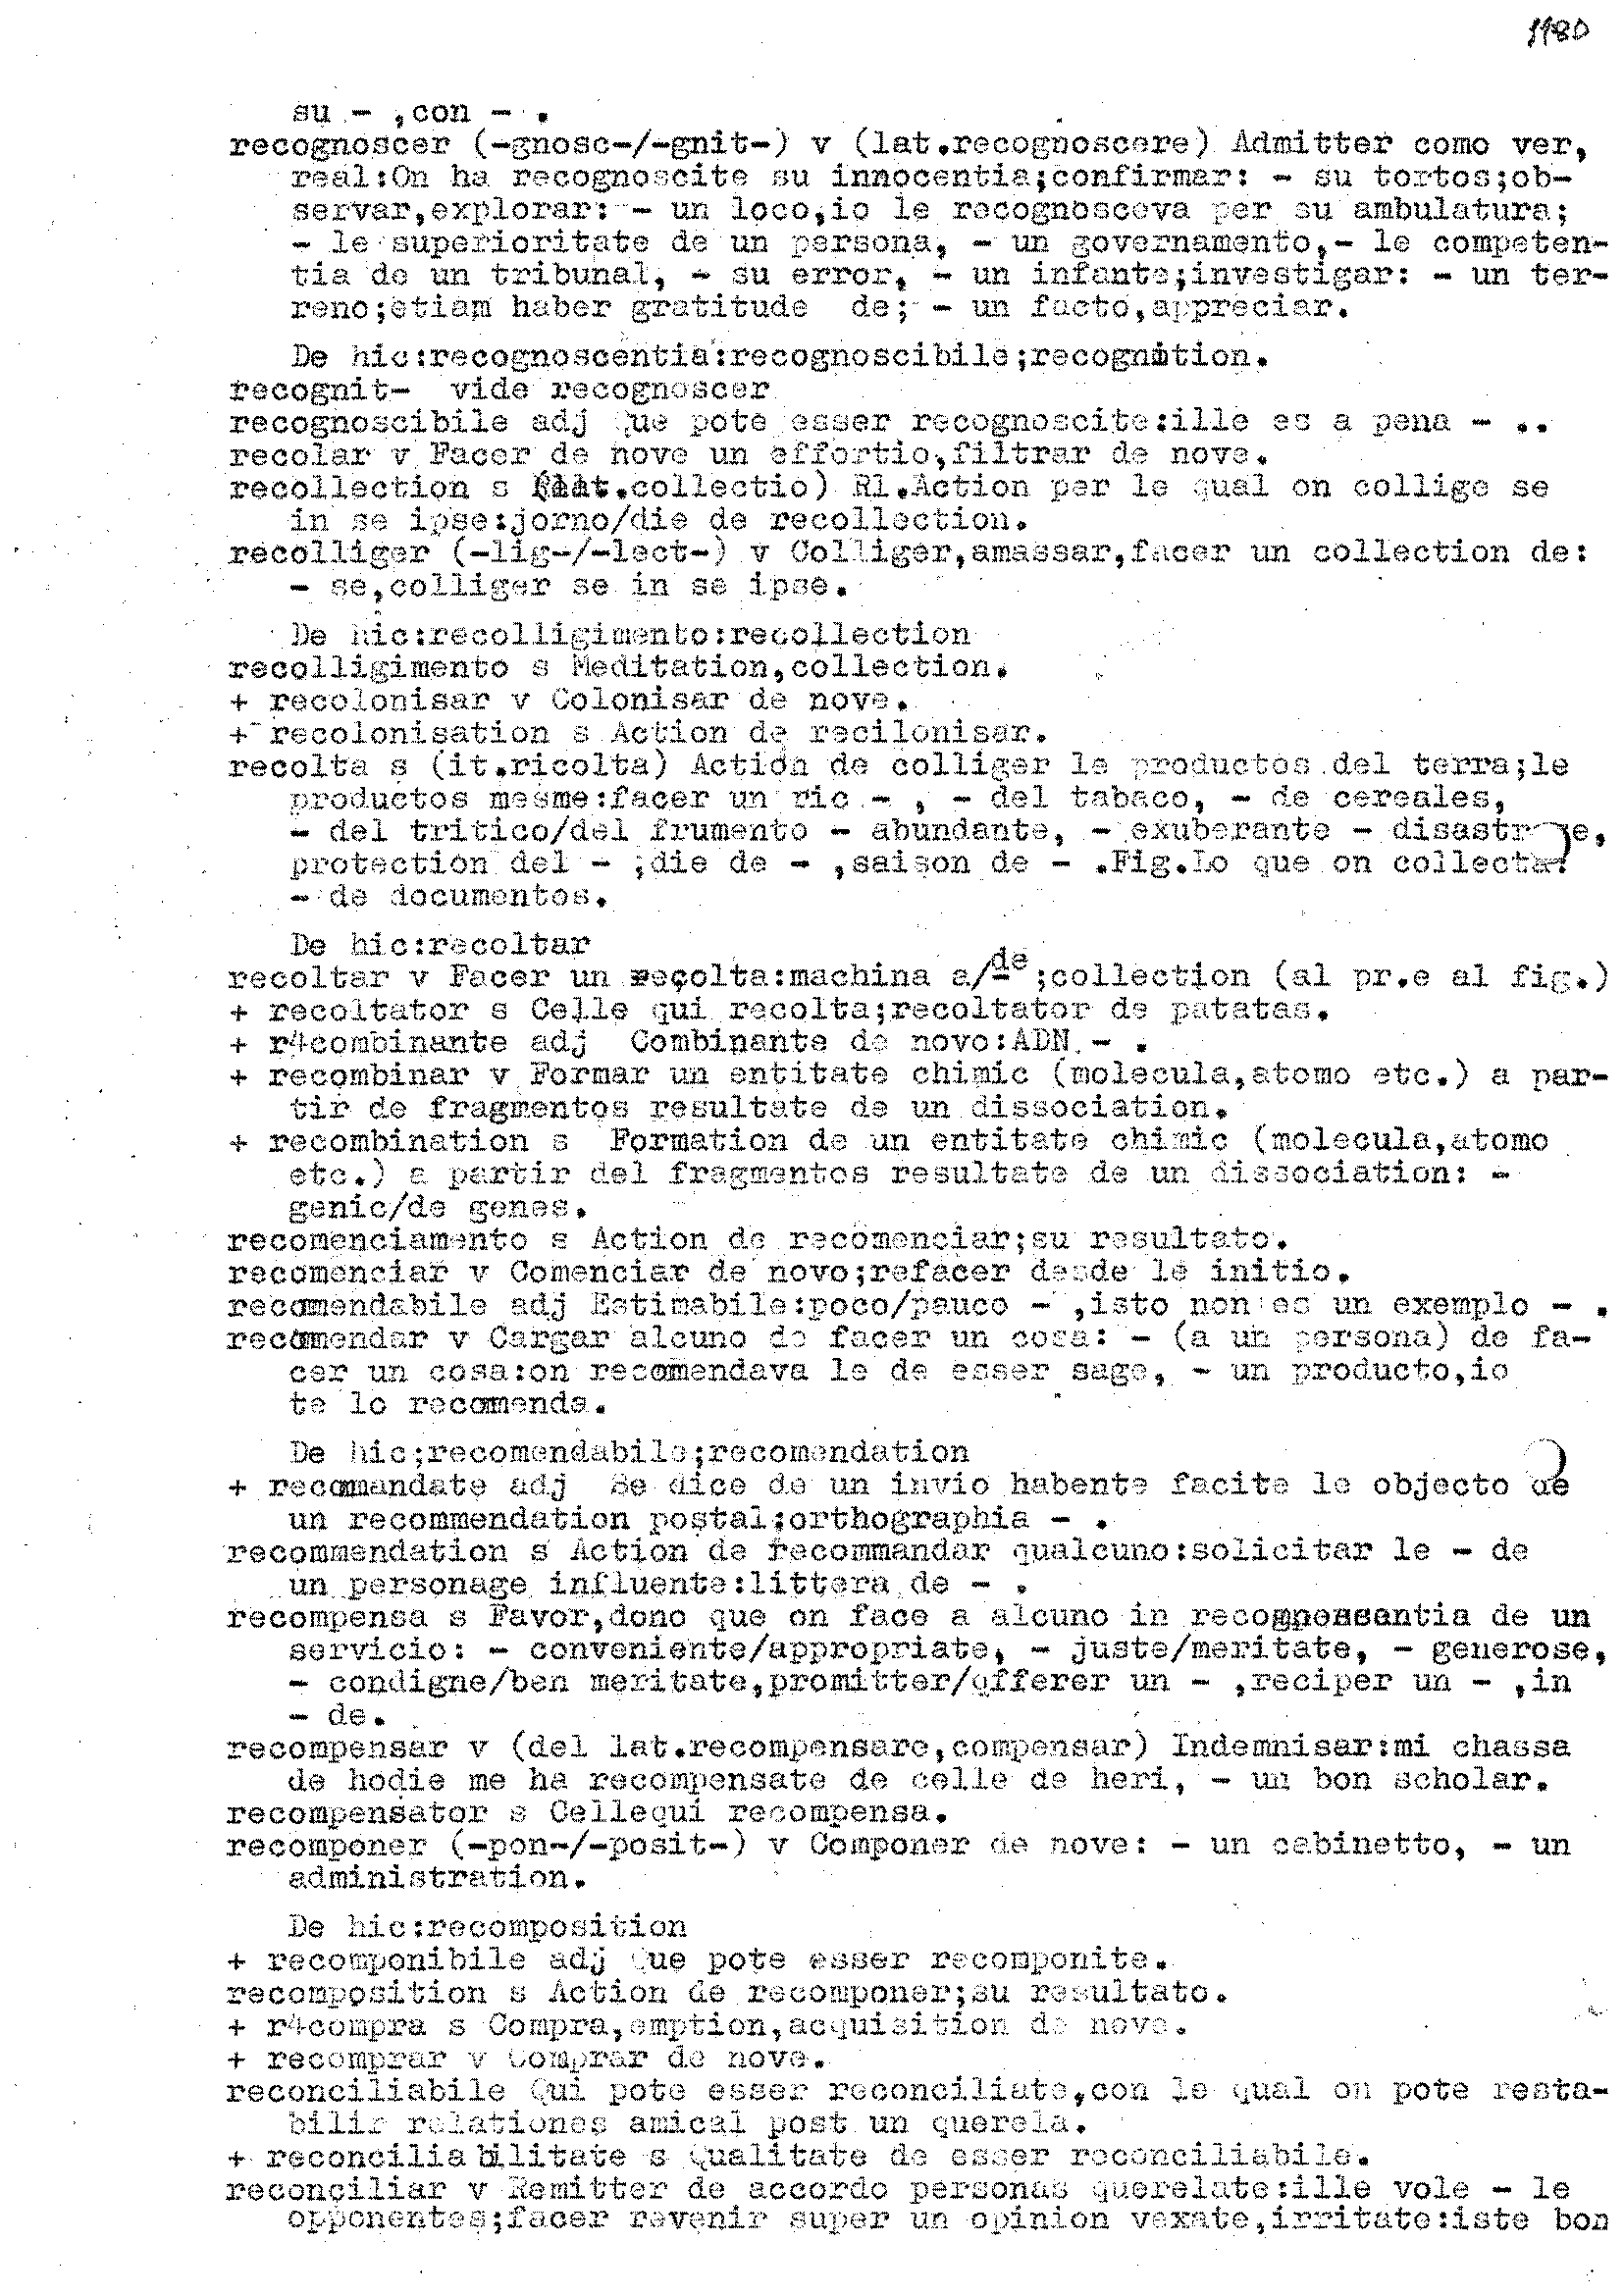 1180
su - ,con - .
recognoscer (-gnosc-/-gnit-) v (lat.recognoscere) Admitter como ver,
real:On ha recognoscite su innocentia;confirmar: - su tortos;ob-
servar,explorar: - un loco,io le recognosceva per su ambulatura;
- le superioritate de un persona, - un governamento,- le competen-
tia de un tribunal, - su error, - un infante;investigar: - un ter-
reno;etiam haber gratitude de; - un facto,appreciar.
De hic:recognoscentia:recognoscibile;recognition.
recognit- vide recognoscer
recognoscibile adj Que pote esser recognoscite:ille es a pena - ..
recolar v Facer de nove un effortio,filtrar de nove.
recollection s (lat.collectio) Rl.Action per le qual on collige se
in se ipse:jorno/die de recollection.
recolliger (-lig-/-lect-) v Colliger,amassar,facer un collection de:
- se,colliger se in se ipse.
De hic:recolligimento:recollection
recolligimento s Meditation,collection.
+ recolonisar v Colonisar de nove.
+ recolonisation s Action de recilonisar.
recolta s (it.ricolta) Action de colliger le productos del terra;le
productos mesme:facer un ric - , - del tabaco, - de cereales,
- del tritico/del frumento - abundante, - exuberante - disastrose,
protection del - ;die de - ,saison de - .Fig.Lo que on collecta:
- de documentos.
De hic:recoltar
recoltar v Facer un recolta:machina a/de - ;collection (al pr.e al fig.)
+ recoltator s Celle qui recolta;recoltator de patatas.
+ r4combinante adj Combinante de novo:ADN - .
+ recombinar v Formar un entitate chimic (molecula,atomo etc.) a par-
tir de fragmentos resultate de un dissociation.
+ recombination s Formation de un entitate chimic (molecula,atomo
etc.) a partir del fragmentos resultate de un dissociation: -
genic/de genes.
recomenciamento s Action de recomenciar;su resultato.
recomenciar v Comenciar de novo;refacer desde le initio.
recommendabile adj Estimabile:poco/pauco - ,isto non es un exemplo - .
recommendar v Cargar alcuno de facer un cosa: - (a un persona) de fa-
cer un cosa:on recommendava le de esser sage, - un producto,io
te lo recommenda.
De hic;recomendabile;recomendation
+ recommandate adj Se dice de un invio habente facite le objecto de
un recommendation postal;orthographia - .
recommendation s Action de recommandar qualcuno:solicitar le - de
un personage influente:littera de - .
recompensa s Favor,dono que on face a alcuno in recognoscentia de un
servicio: - conveniente/appropriate, - juste/meritate, - generose,
- condigne/ben meritate,promitter/offerer un - ,reciper un - ,in
- de.
recompensar v (del lat.recompensare,compensar) Indemnisar:mi chassa
de hodie me ha recompensate de celle de heri, - un bon scholar.
recompensator s Cellequi recompensa.
recomponer (-pon-/-posit-) v Componer de nove: - un cabinetto, - un
administration.
De hic:recomposition
+ recomponibile adj Que pote esser recomponite.
recomposition s Action de recomponer;su resultato.
+ r4compra s Compra,emption,acquisition de nove.
+ recomprar v Comprar de nove.
reconciliabile Qui pote esser reconciliate,con le qual on pote resta-
bilir relationes amical post un querela.
+ reconciliabilitate s Qualitate de esser reconciliabile.
reconciliar v Remitter de accordo personas querelate:ille vole - le
opponentes;facer revenir super un opinion vexate,irritate:iste bon